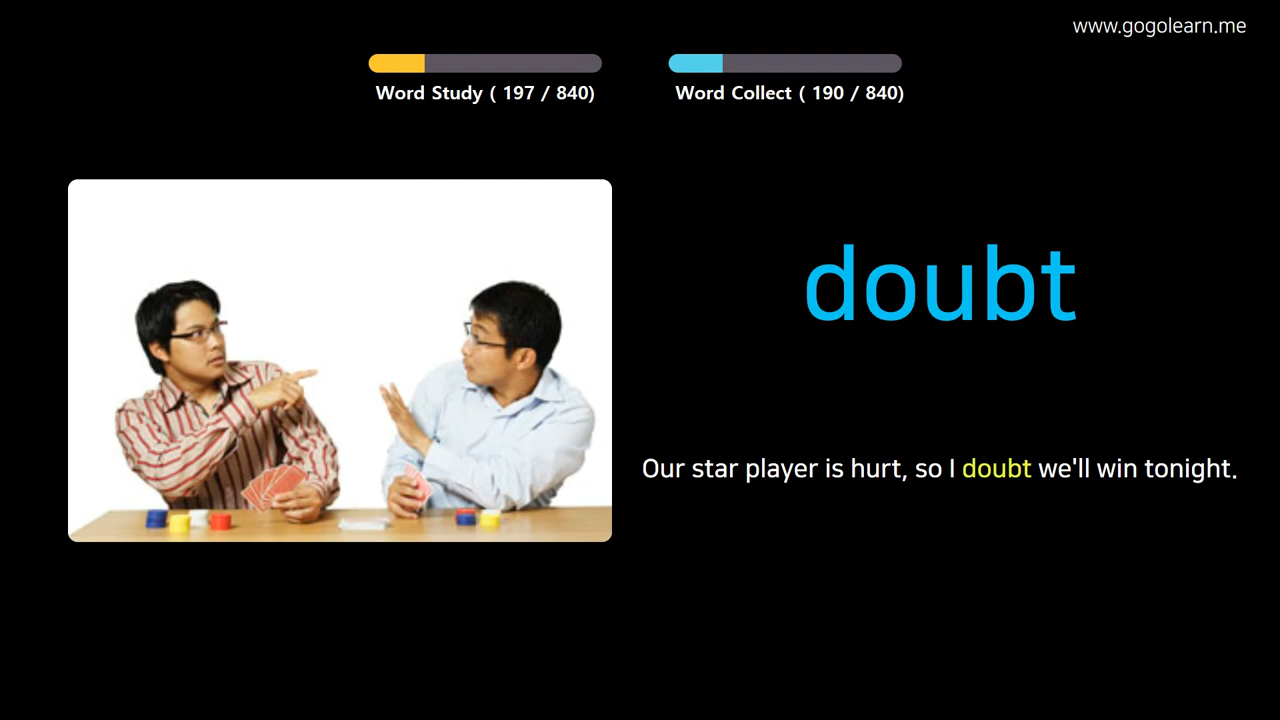 www.gogolearn.me
Word Study ( 197 / 840)
Word Collect ( 190 / 840)
doubt
Our star player is hurt, so I doubt we'll win tonight.